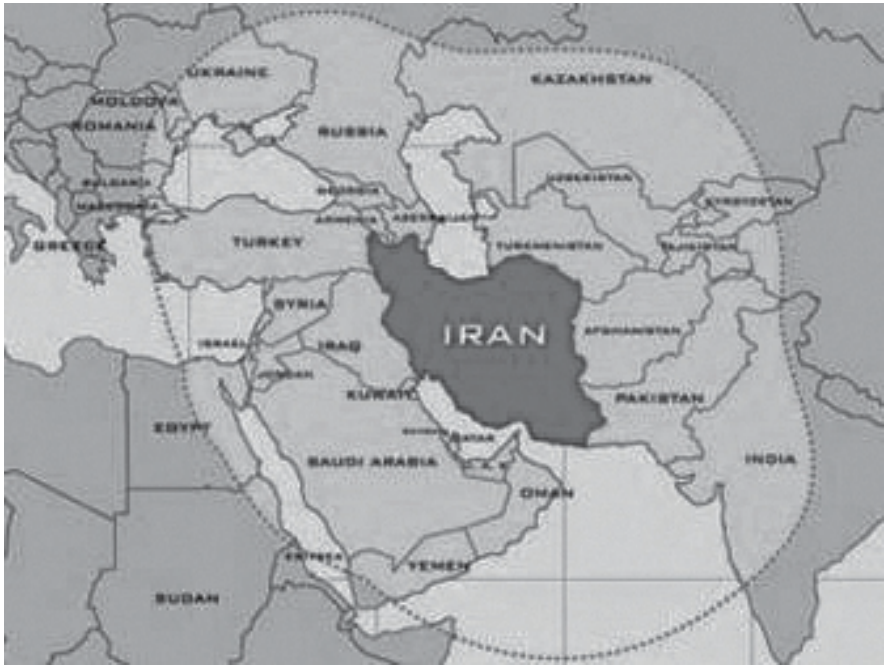 UKRAINE
KAZAKHSTAN
MOLDOVA
ROMANIA
RUSSIA
BULGARIA
UZBEKISTAN
GEORGIA
KYRGYZSTAN
MACEDONIA
ARMENIA
AZERBAIJAN
GREECE
TURKEY
TURKMENISTAN
TAJIKISTAN
SYRIA
IRAN
AFGHANISTAN
ISRAEL
IRAQ
JORDAN
KUWAIT
PAKISTAN
EGYPT
QATAR
SAUDI ARABIA
INDIA
U.A.E.
OMAN
ERITREA
YEMEN
SUDAN